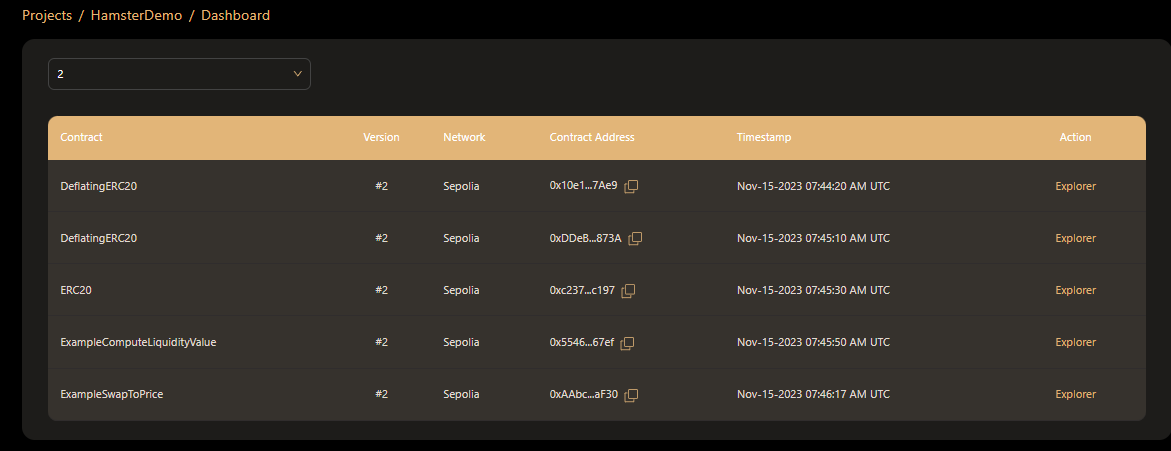 Projects / HamsterDemo / Dashboard
2
Contract Version Network Contract Address Timestamp Action
DeflatingERC20 #2 Sepolia 0x10e1...7Ae9 Nov-15-2023 07:44:20 AM UTC Explorer
DeflatingERC20 #2 Sepolia 0xDDeB...873A Nov-15-2023 07:45:10 AM UTC Explorer
ERC20 #2 Sepolia 0xc237...c197 Nov-15-2023 07:45:30 AM UTC Explorer
ExampleComputeLiquidityValue #2 Sepolia 0x5546...67ef Nov-15-2023 07:45:50 AM UTC Explorer
ExampleSwapToPrice #2 Sepolia 0xAAbc...aF30 Nov-15-2023 07:46:17 AM UTC Explorer